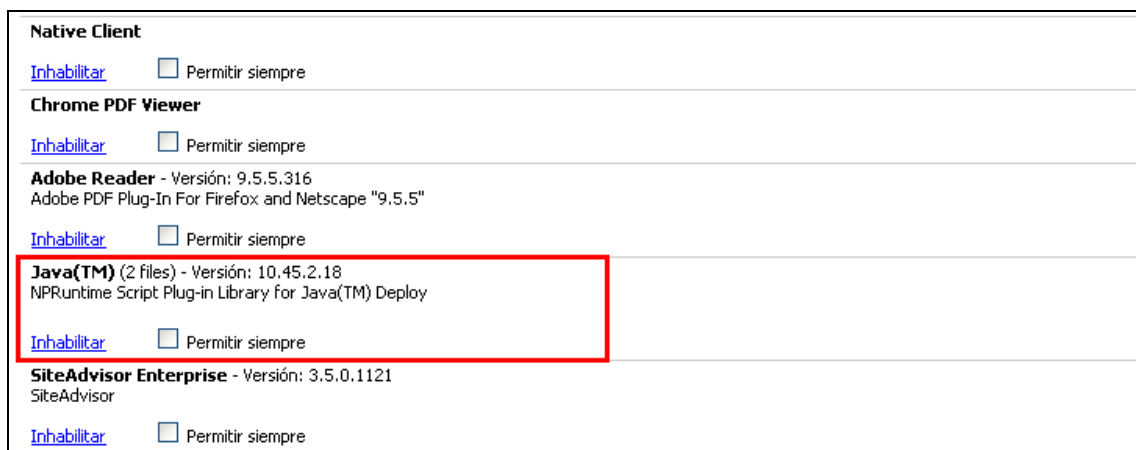 Native Client
Inhabilitar Permitir siempre
Chrome PDF Viewer
Inhabilitar Permitir siempre
Adobe Reader - Versión: 9.5.5.316
Adobe PDF Plug-In For Firefox and Netscape "9.5.5"
Inhabilitar Permitir siempre
Java(TM) (2 files) - Versión: 10.45.2.18
NPRuntime Script Plug-in Library for Java(TM) Deploy
Inhabilitar Permitir siempre
SiteAdvisor Enterprise - Versión: 3.5.0.1121
SiteAdvisor
Inhabilitar Permitir siempre